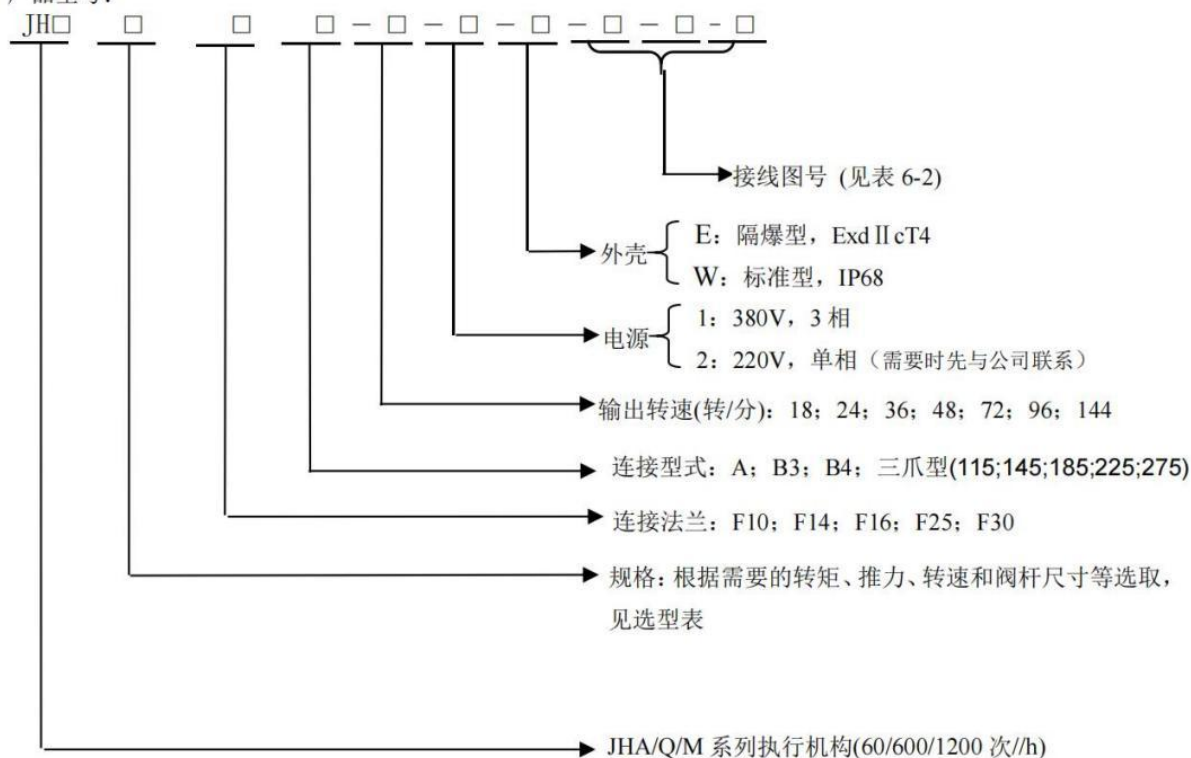 JH□ □ □ □-□-□-□-□-□-□
接线图号 (见表 6-2)
外壳
E：隔爆型，ExdⅡcT4
W：标准型，IP68
电源
1：380V，3 相
2：220V，单相（需要时先与公司联系）
输出转速(转/分)：18；24；36；48；72；96；144
连接型式：A；B3；B4；三爪型(115;145;185;225;275)
连接法兰：F10；F14；F16；F25；F30
规格：根据需要的转矩、推力、转速和阀杆尺寸等选取，
见选型表
JHA/Q/M 系列执行机构(60/600/1200 次//h)